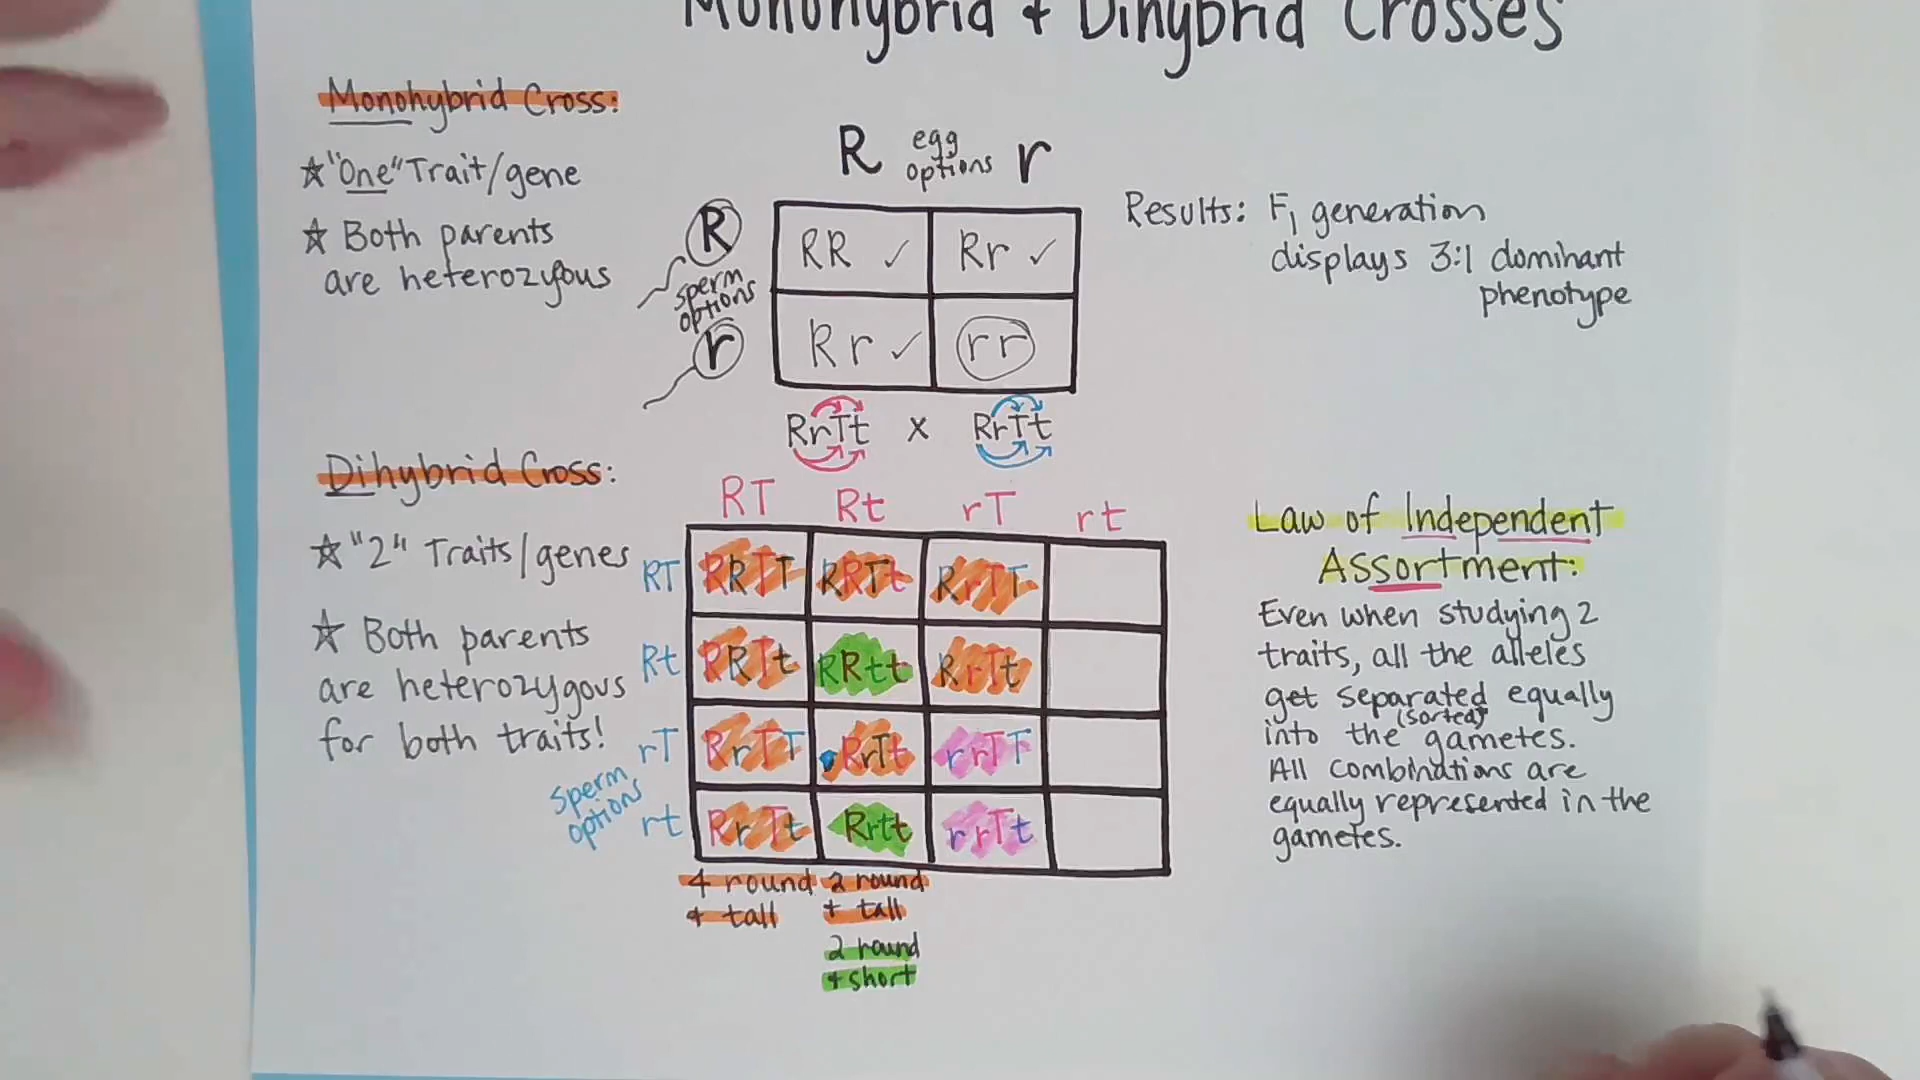 Monohybrid + Dihybrid Crosses
Monohybrid Cross:
☆ "One" Trait/gene
☆ Both parents
are heterozygous
R egg options r
R
sperm
options
r
RR ✓ Rr ✓
Rr ✓ rr
Results: F₁ generation
displays 3:1 dominant
phenotype
RrTt x RrTt
Dihybrid Cross:
☆ "2" Traits/genes
☆ Both parents
are heterozygous
for both traits!
RT Rt rT rt
RT RRTT RRTt RrTT
Rt RRTt RRtt RrTt
rT RrTT RrTt rrTT
rt RrTt Rrtt rrTt
sperm
options
4 round
+ tall
2 round
+ tall
2 round
+ short
Law of Independent
Assortment:
Even when studying 2
traits, all the alleles
get separated equally
(sorted)
into the gametes.
All combinations are
equally represented in the
gametes.